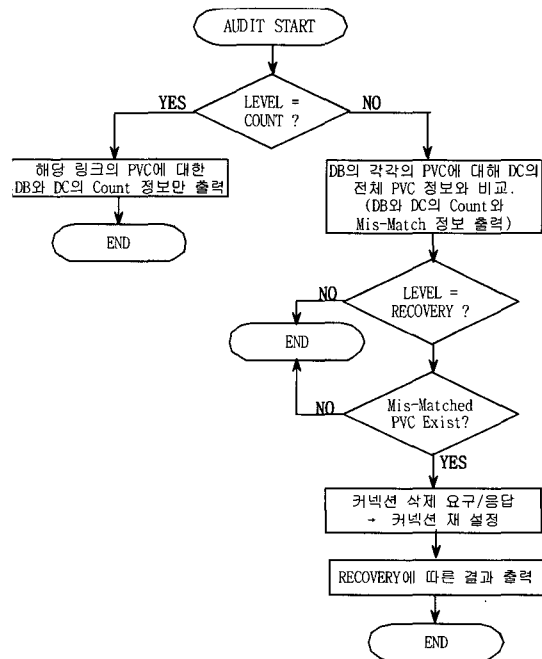 AUDIT START
LEVEL =
COUNT ?
YES
NO
해당 링크의 PVC에 대한
DB와 DC의 Count 정보만 출력
END
DB의 각각의 PVC에 대해 DC의
전체 PVC 정보와 비교.
(DB와 DC의 Count와
Mis-Match 정보 출력)
LEVEL =
RECOVERY ?
NO
END
Mis-Matched
PVC Exist?
NO
YES
커넥션 삭제 요구/응답
→ 커넥션 재 설정
RECOVERY에 따른 결과 출력
END